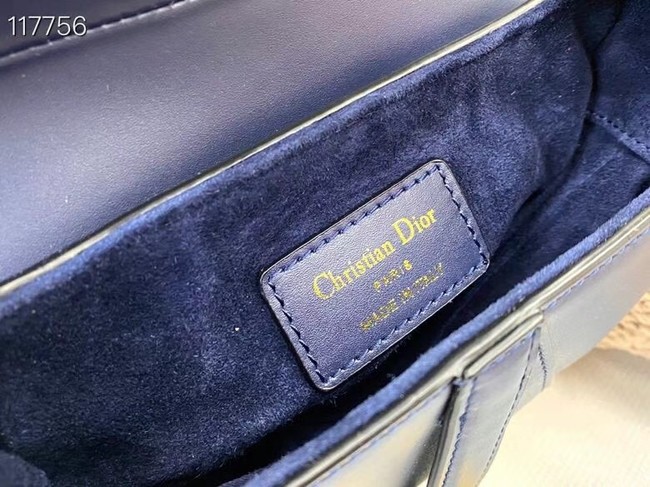 117756
Christian Dior
PARIS
MADE IN ITALY